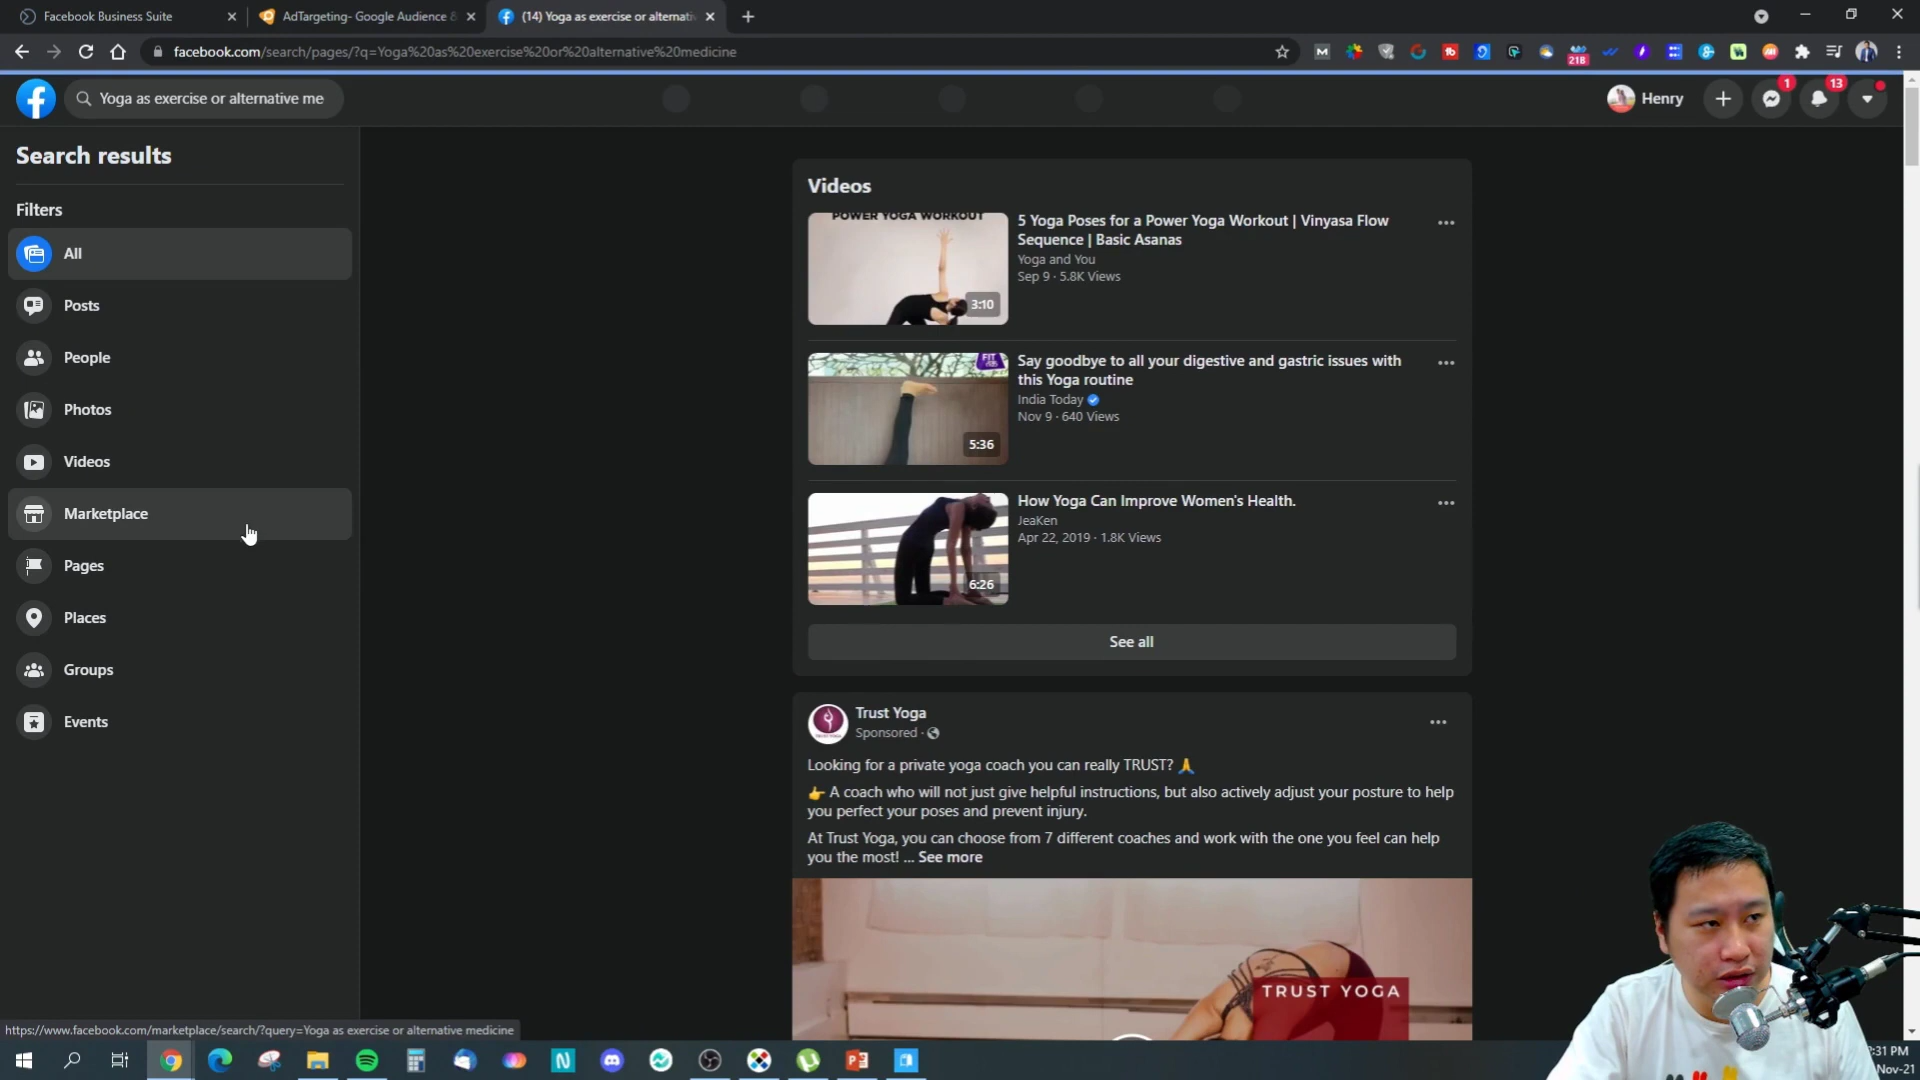 Facebook Business Suite
AdTargeting- Google Audience &
(14) Yoga as exercise or alternati
facebook.com/search/pages/?q=Yoga%20as%20exercise%20or%20alternative%20medicine
218
Yoga as exercise or alternative me
Henry
1
13
Search results
Filters
All
Posts
People
Photos
Videos
Marketplace
Pages
Places
Groups
Events
Videos
POWER YOGA WORKOUT
3:10
5 Yoga Poses for a Power Yoga Workout | Vinyasa Flow
Sequence | Basic Asanas
Yoga and You
Sep 9 · 5.8K Views
FIT
5:36
Say goodbye to all your digestive and gastric issues with
this Yoga routine
India Today
Nov 9 · 640 Views
6:26
How Yoga Can Improve Women's Health.
JeaKen
Apr 22, 2019 · 1.8K Views
See all
Trust Yoga
Sponsored ·
Looking for a private yoga coach you can really TRUST? 🙏
👉 A coach who will not just give helpful instructions, but also actively adjust your posture to help
you perfect your poses and prevent injury.
At Trust Yoga, you can choose from 7 different coaches and work with the one you feel can help
you the most! ... See more
TRUST YOGA
https://www.facebook.com/marketplace/search/?query=Yoga as exercise or alternative medicine
:31 PM
Nov-21